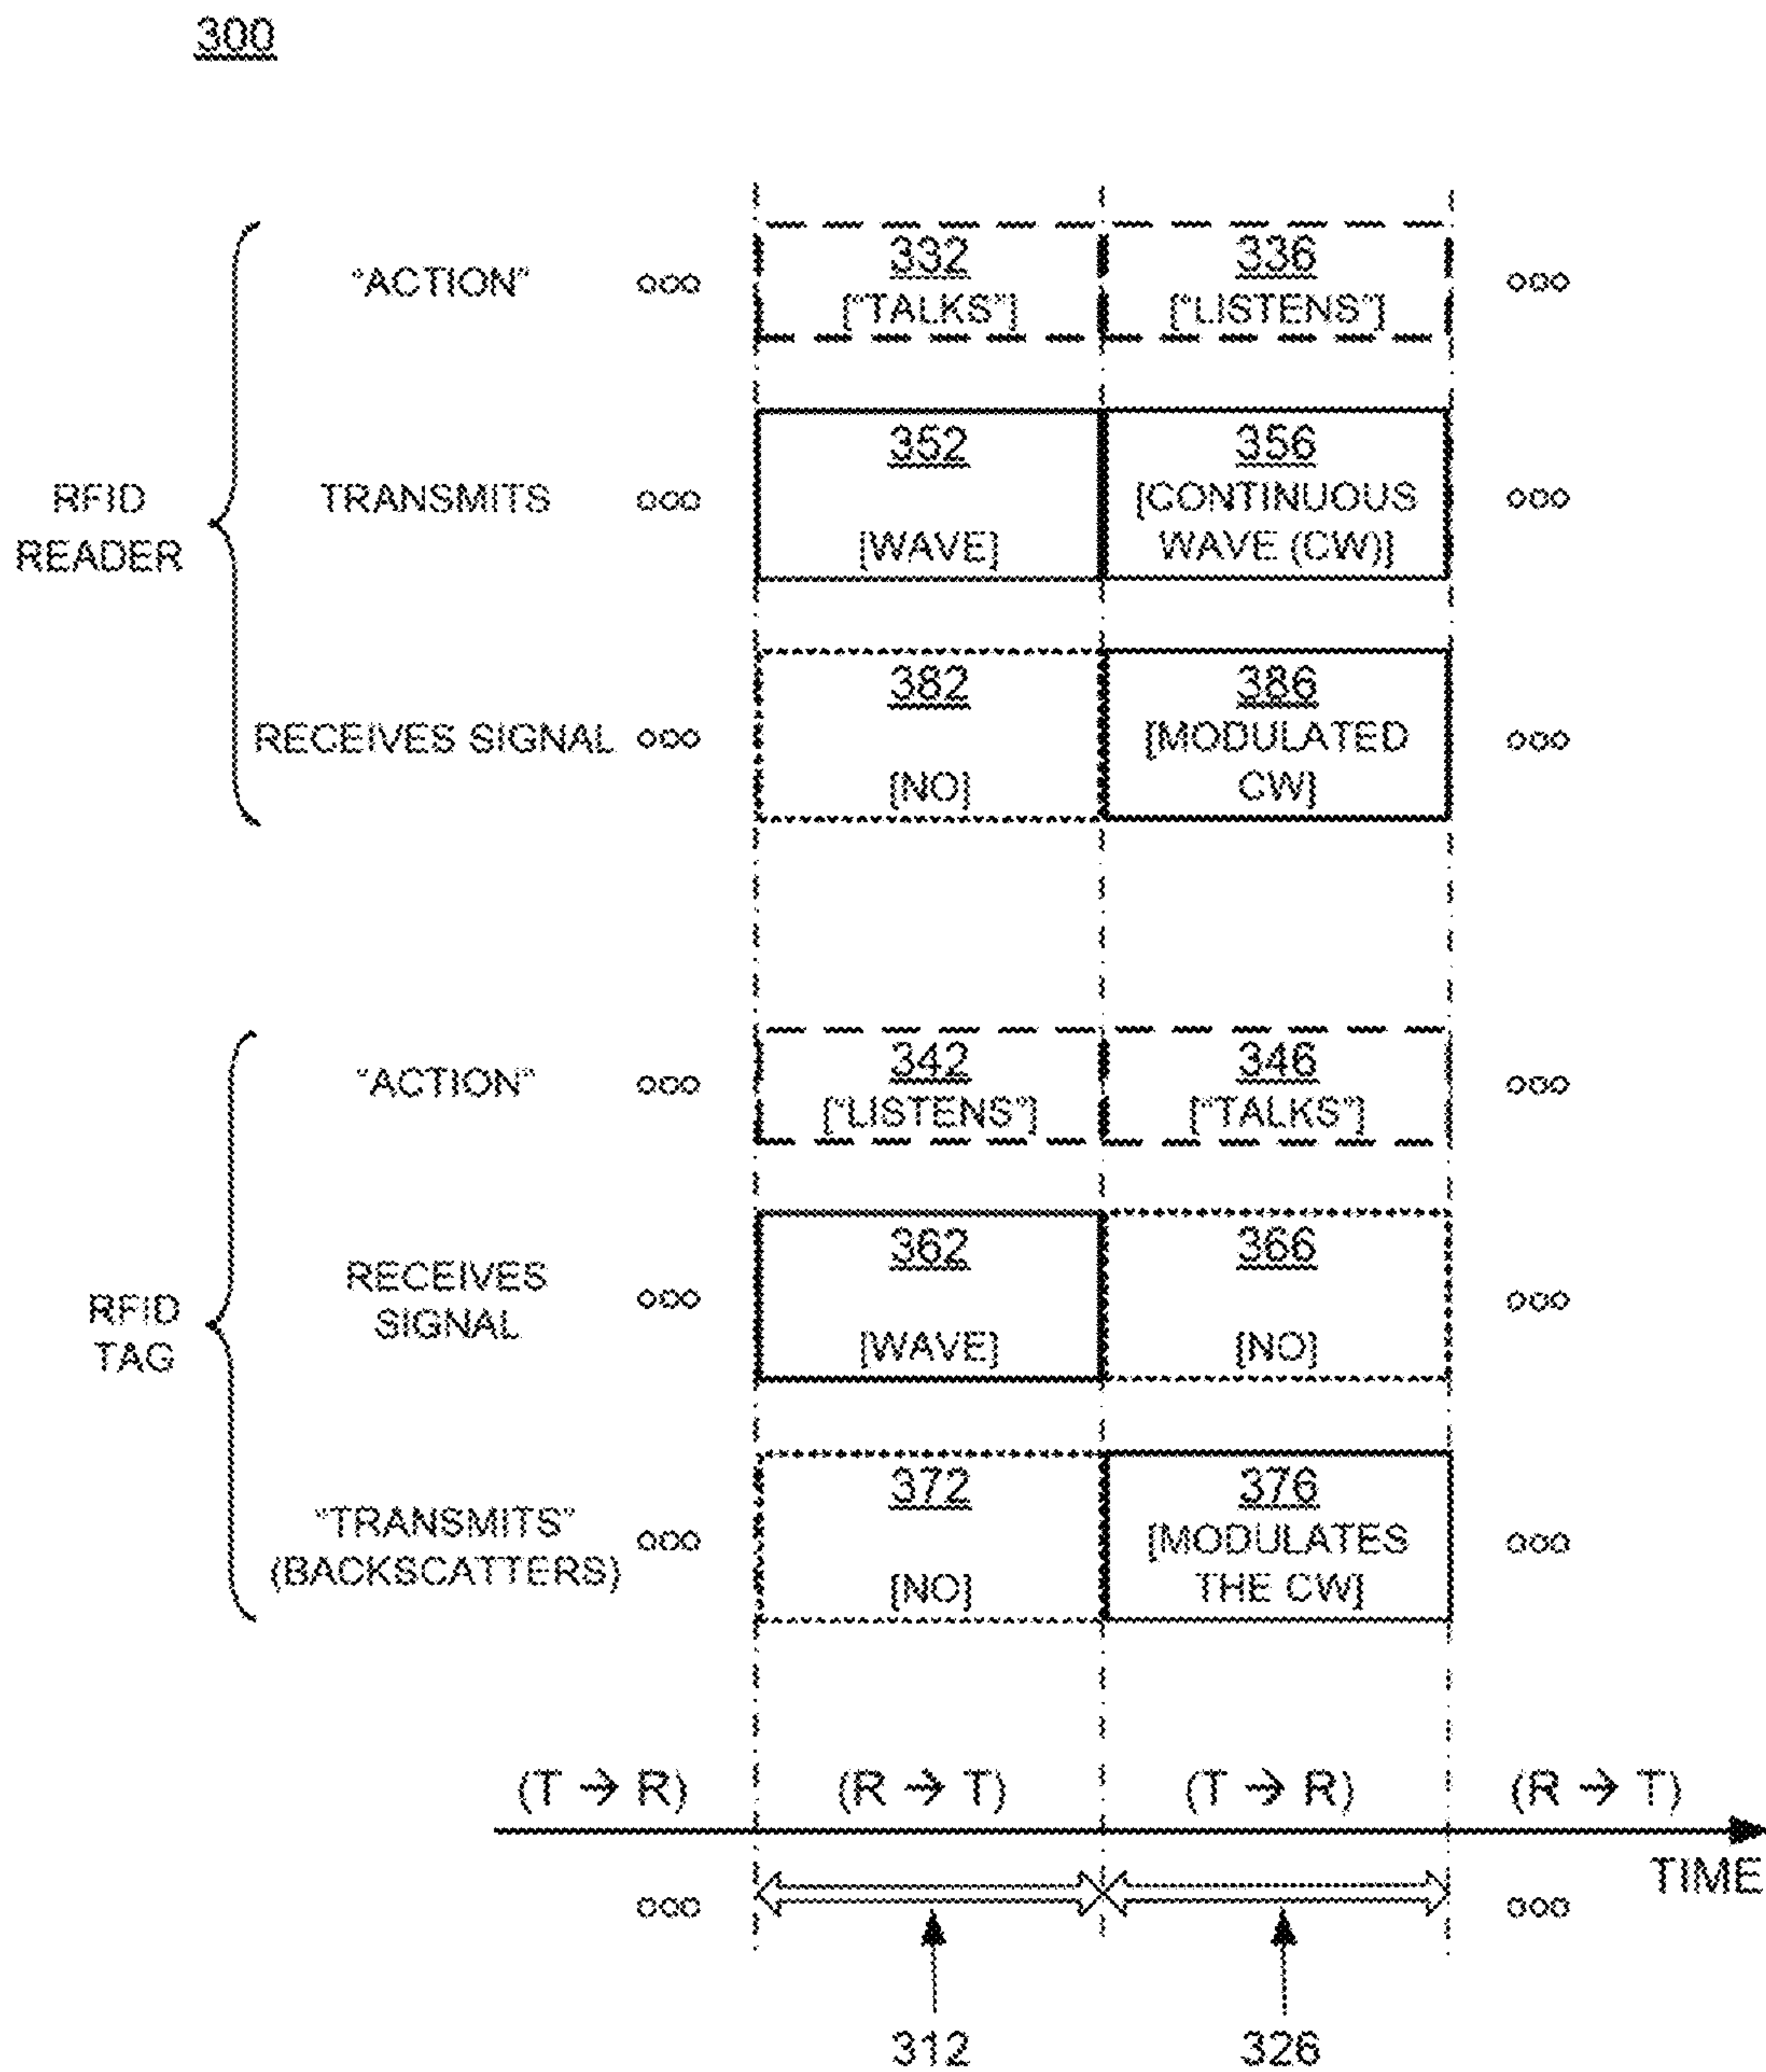 300
"ACTION"
332
["TALKS"]
336
["LISTENS"]
RFID
READER
TRANSMITS
352
[WAVE]
356
[CONTINUOUS
WAVE (CW)]
RECEIVES SIGNAL
382
[NO]
386
[MODULATED
CW]
"ACTION"
342
["LISTENS"]
346
["TALKS"]
RFID
TAG
RECEIVES
SIGNAL
362
[WAVE]
366
[NO]
"TRANSMITS"
(BACKSCATTERS)
372
[NO]
376
[MODULATES
THE CW]
(T → R)
(R → T)
(T → R)
(R → T)
TIME
312
326